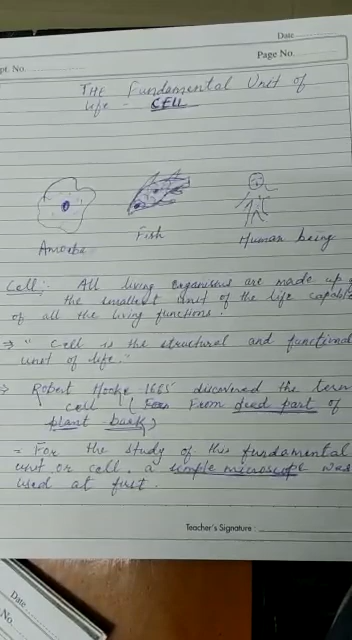 Date
Page No.
pt. No.
THE Fundamental Unit of
life - CELL
Amoeba
Fish
Human being
Cell:- All living organisms are made up o
the smallest unit of the life capable
of all the living functions.
⇒ "Cell is the structural and functional
unit of life."
⇒ Robert Hooke 1665 discovered the term
cell (From deed part of
plant bark)
= For the study of this fundamental
unit or cell, a simple microscope was
used at first.
Teacher's Signature :
Date
No.